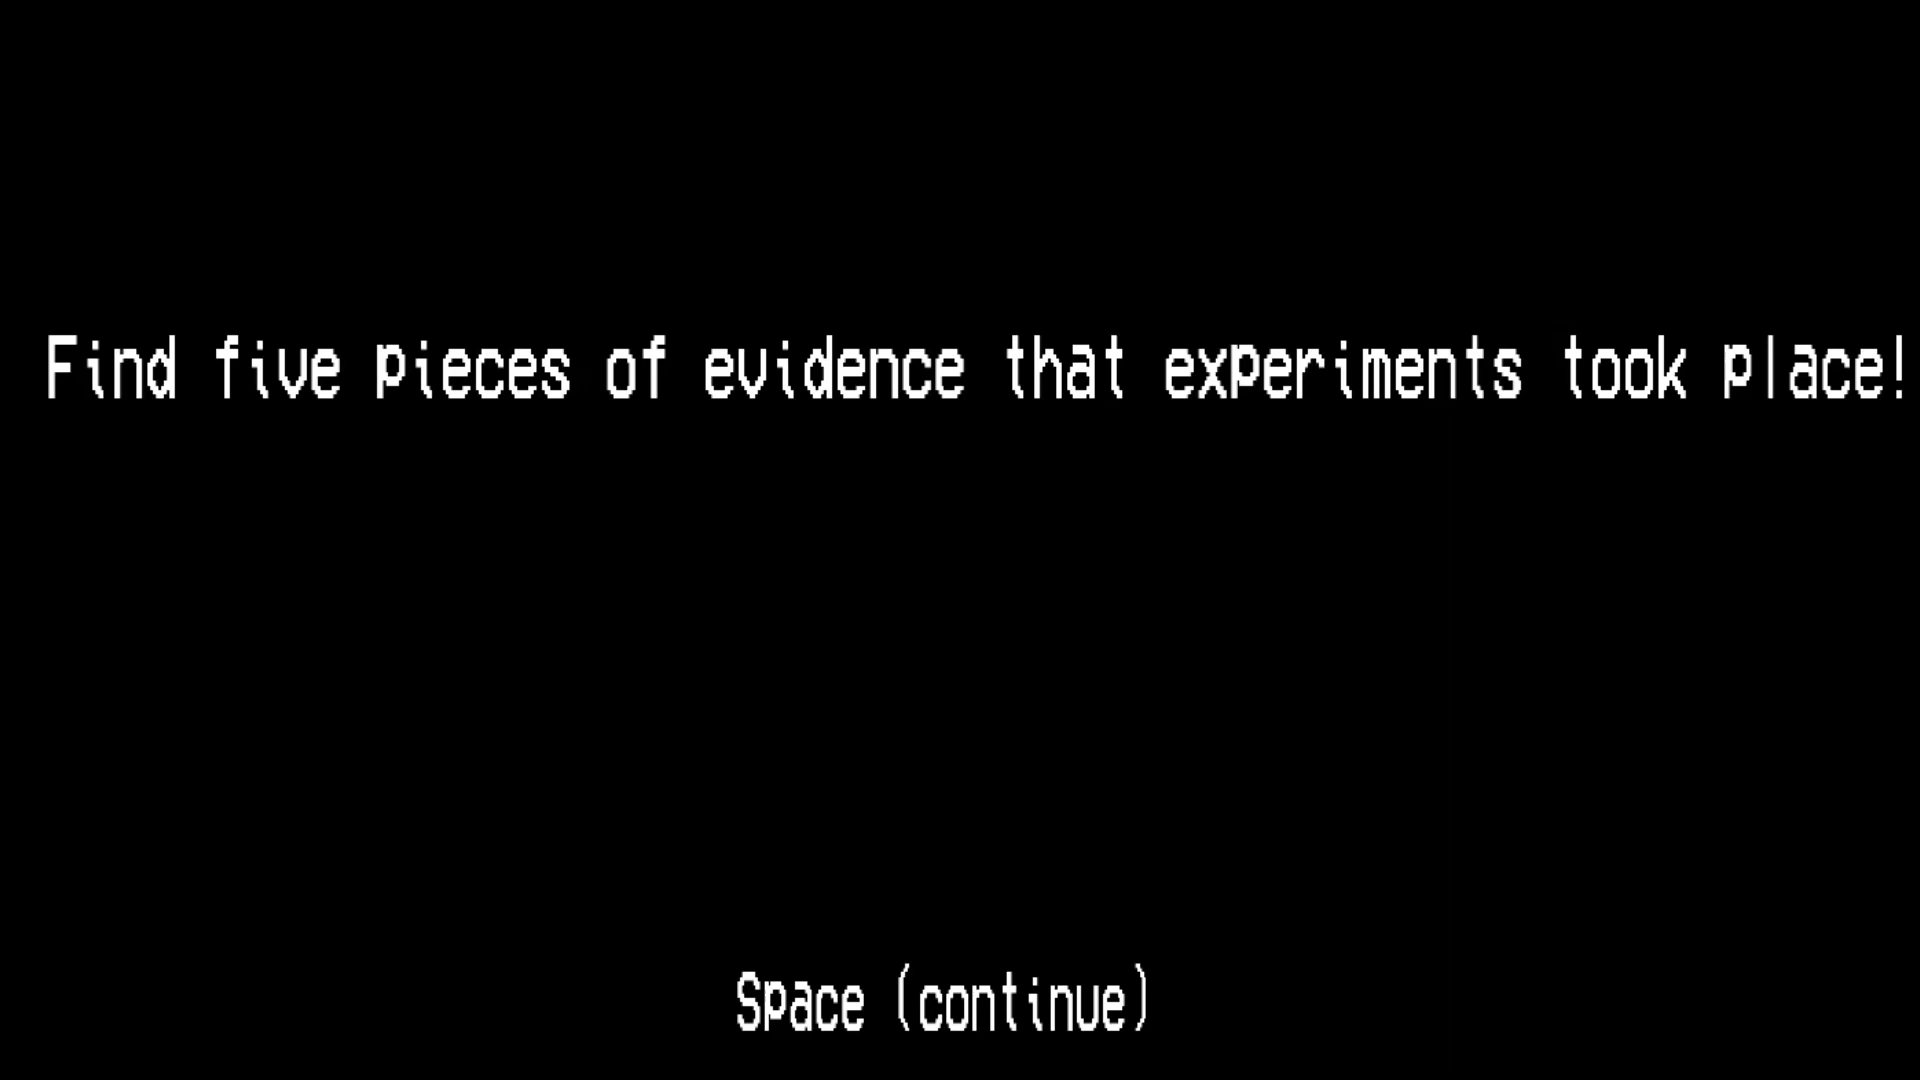 Find five pieces of evidence that experiments took place!
Space (continue)